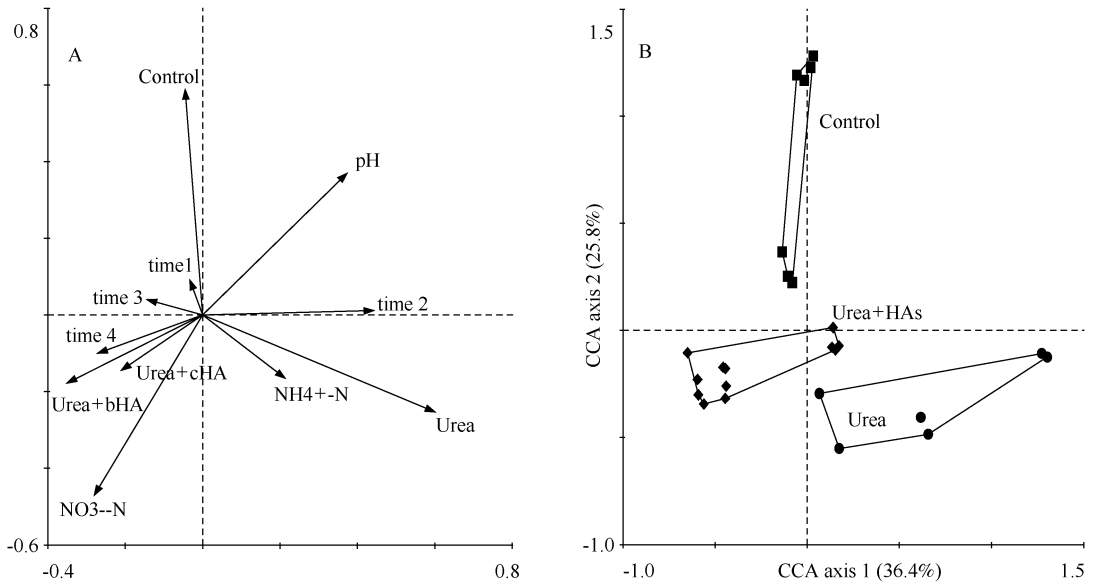 0.8
A
Control
pH
time1
time 3
time 2
time 4
Urea+cHA
Urea+bHA
NH4+-N
Urea
NO3--N
-0.6
-0.4
0.8
1.5
B
Control
CCA axis 2 (25.8%)
Urea+HAs
Urea
-1.0
-1.0
CCA axis 1 (36.4%)
1.5